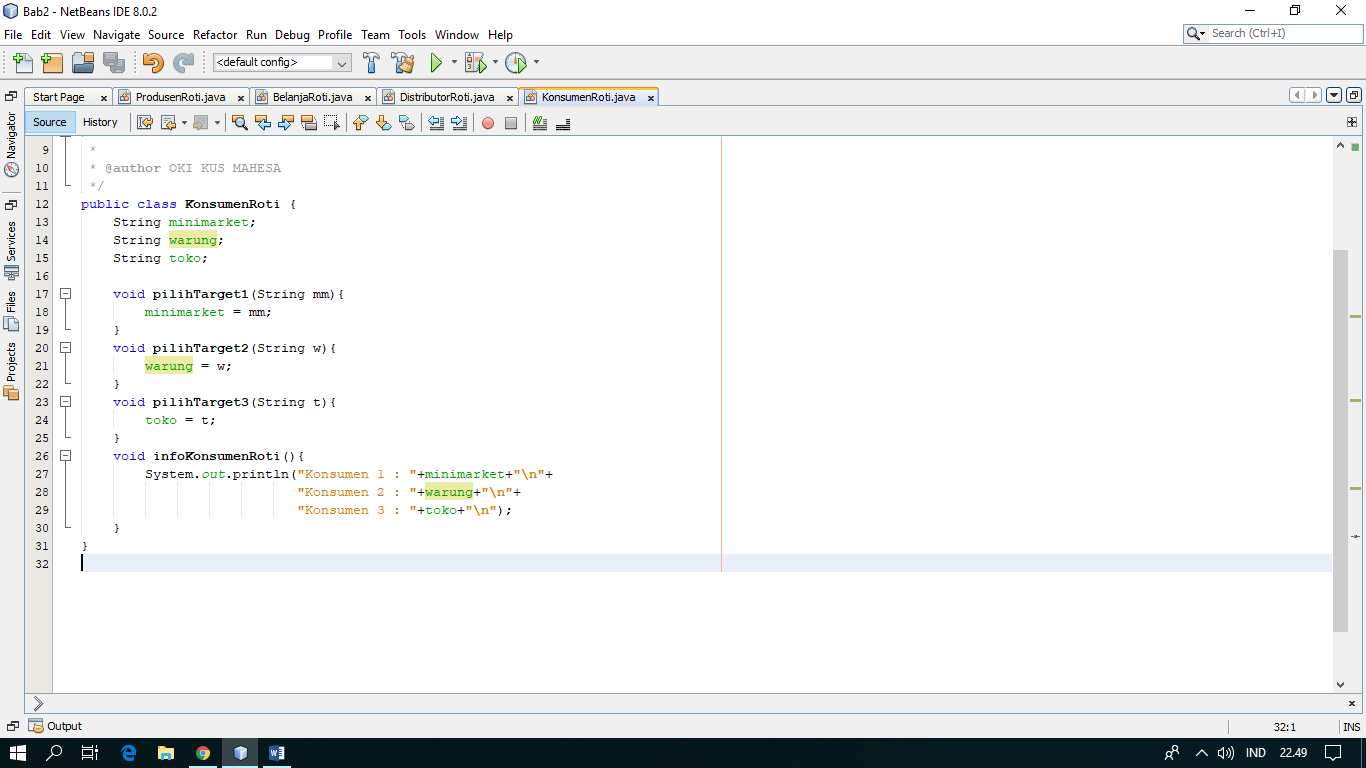 Bab2 - NetBeans IDE 8.0.2
File Edit View Navigate Source Refactor Run Debug Profile Team Tools Window Help
Search (Ctrl+I)
<default config>
Start Page ProdusenRoti.java BelanjaRoti.java DistributorRoti.java KonsumenRoti.java
Source History
Navigator
Services
Files
Projects
9 *
10 * @author OKI KUS MAHESA
11 */
12 public class KonsumenRoti {
13 String minimarket;
14 String warung;
15 String toko;
16
17 void pilihTarget1(String mm){
18 minimarket = mm;
19 }
20 void pilihTarget2(String w){
21 warung = w;
22 }
23 void pilihTarget3(String t){
24 toko = t;
25 }
26 void infoKonsumenRoti(){
27 System.out.println("Konsumen 1 : "+minimarket+"\n"+
28 "Konsumen 2 : "+warung+"\n"+
29 "Konsumen 3 : "+toko+"\n");
30 }
31 }
32
Output
32:1 INS
IND 22.49